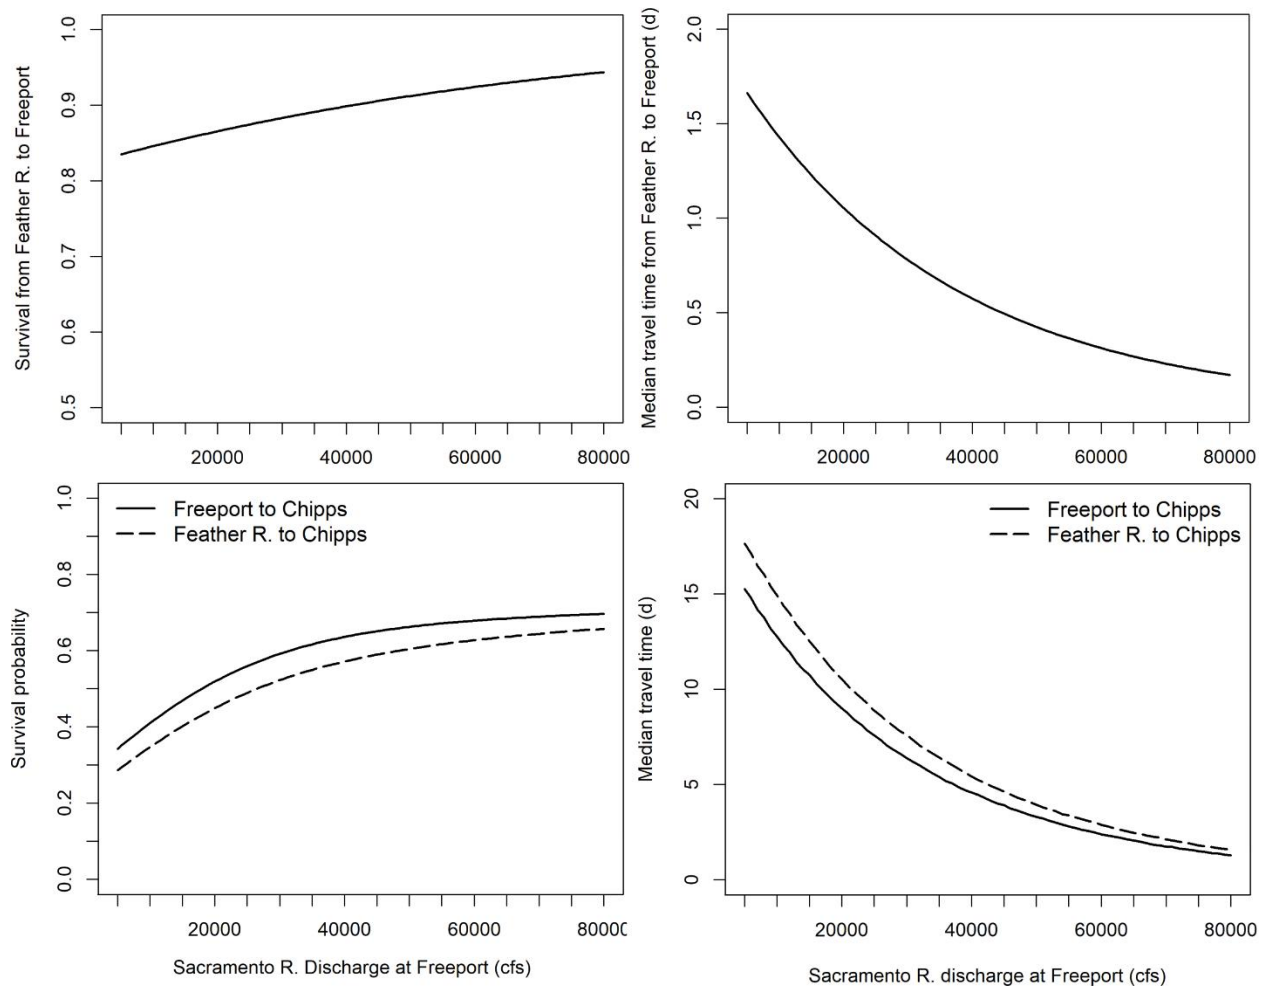 Survival from Feather R. to Freeport
1.0
0.9
0.8
0.7
0.6
0.5
20000 40000 60000 80000
Median travel time from Feather R. to Freeport (d)
2.0
1.5
1.0
0.5
0.0
20000 40000 60000 80000
Survival probability
1.0
0.8
0.6
0.4
0.2
0.0
Freeport to Chipps
Feather R. to Chipps
20000 40000 60000 80000
Sacramento R. Discharge at Freeport (cfs)
Median travel time (d)
20
15
10
5
0
Freeport to Chipps
Feather R. to Chipps
20000 40000 60000 80000
Sacramento R. discharge at Freeport (cfs)